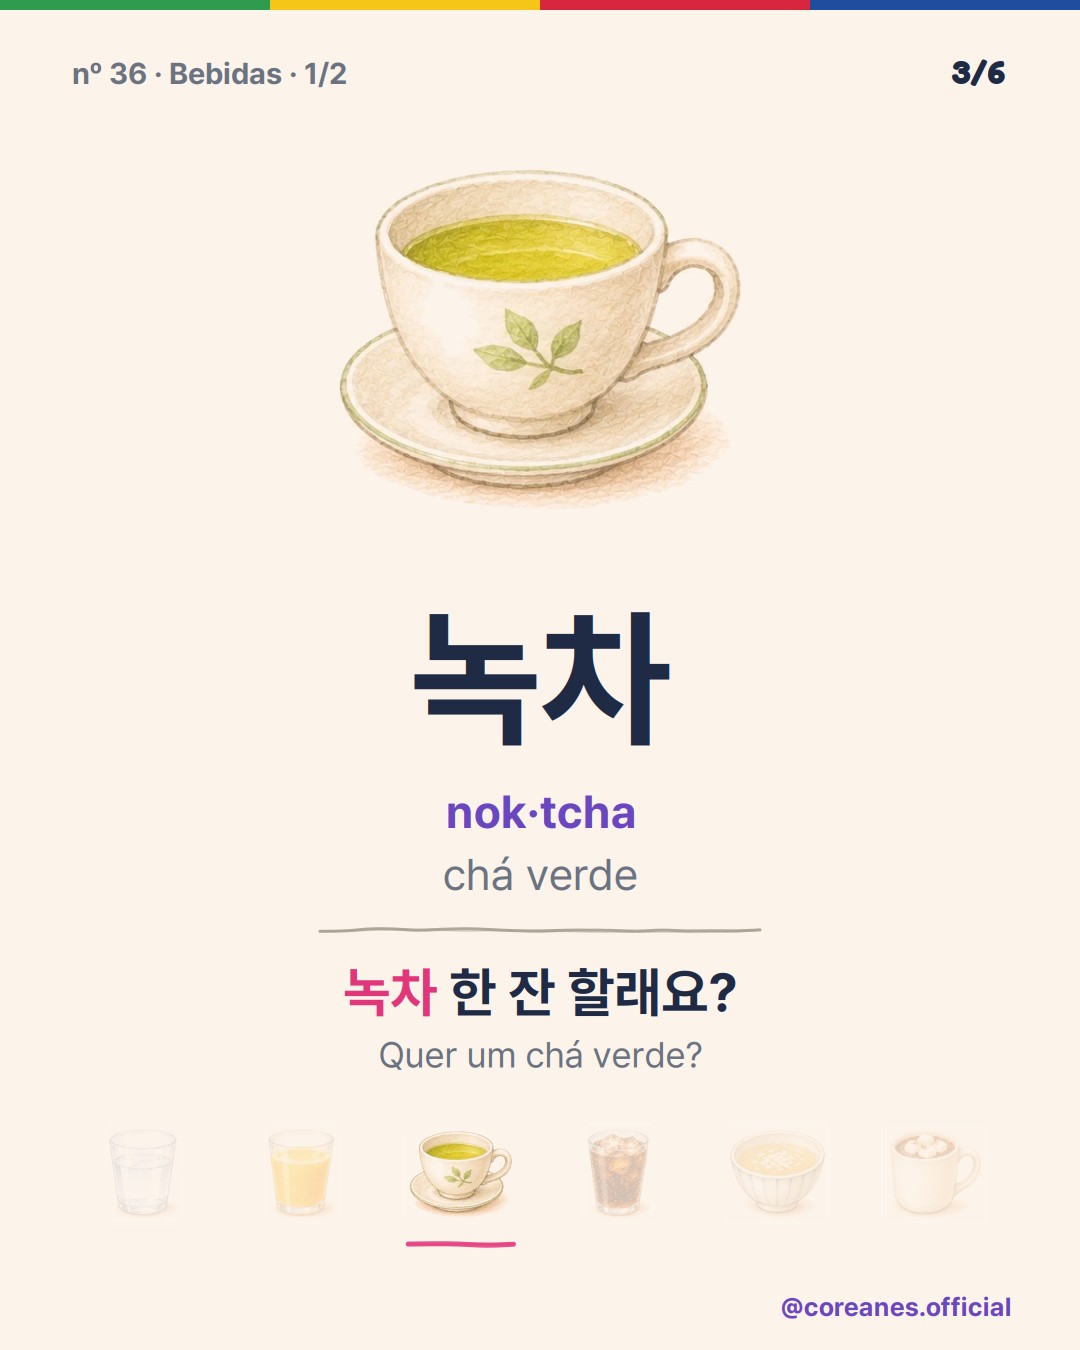 nº 36 · Bebidas · 1/2
3/6
녹차
nok·tcha
chá verde
녹차 한 잔 할래요?
Quer um chá verde?
@coreanes.official